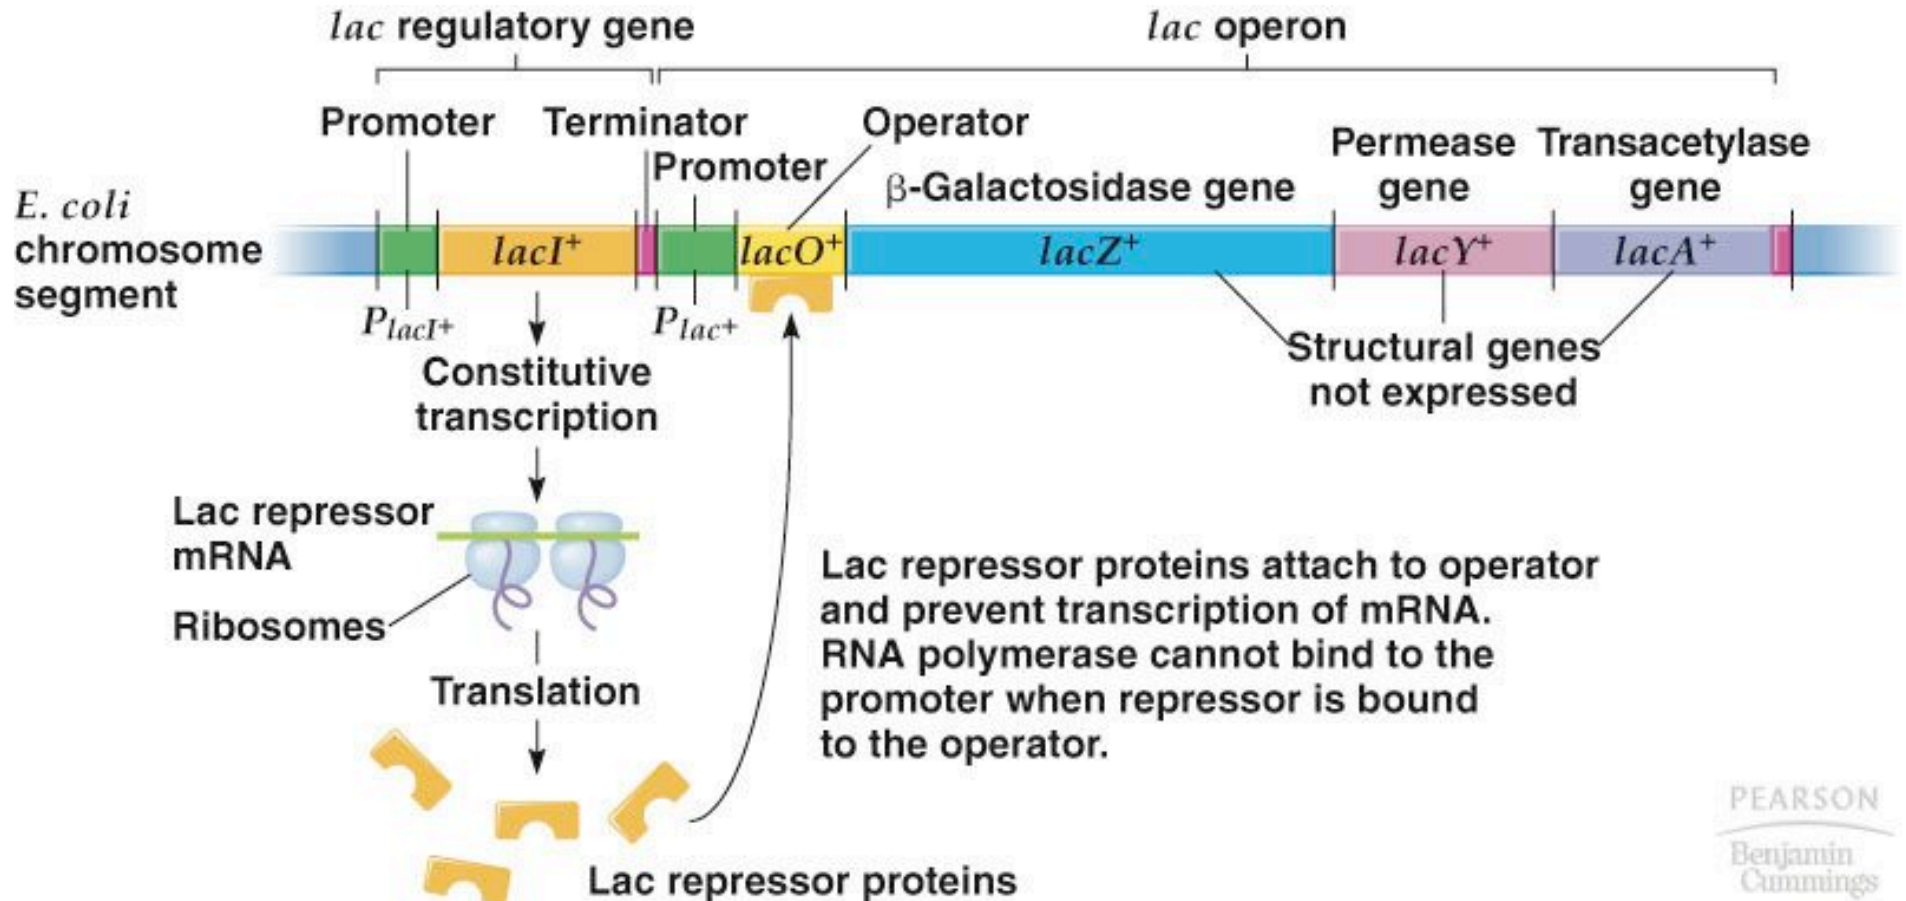 lac regulatory gene
lac operon
Promoter
Terminator
Promoter
Operator
β-Galactosidase gene
Permease
gene
Transacetylase
gene
E. coli
chromosome
segment
lacI+
lacO+
lacZ+
lacY+
lacA+
PlacI+
Plac+
Constitutive
transcription
Structural genes
not expressed
Lac repressor
mRNA
Ribosomes
Translation
Lac repressor proteins attach to operator
and prevent transcription of mRNA.
RNA polymerase cannot bind to the
promoter when repressor is bound
to the operator.
Lac repressor proteins
PEARSON
Benjamin
Cummings